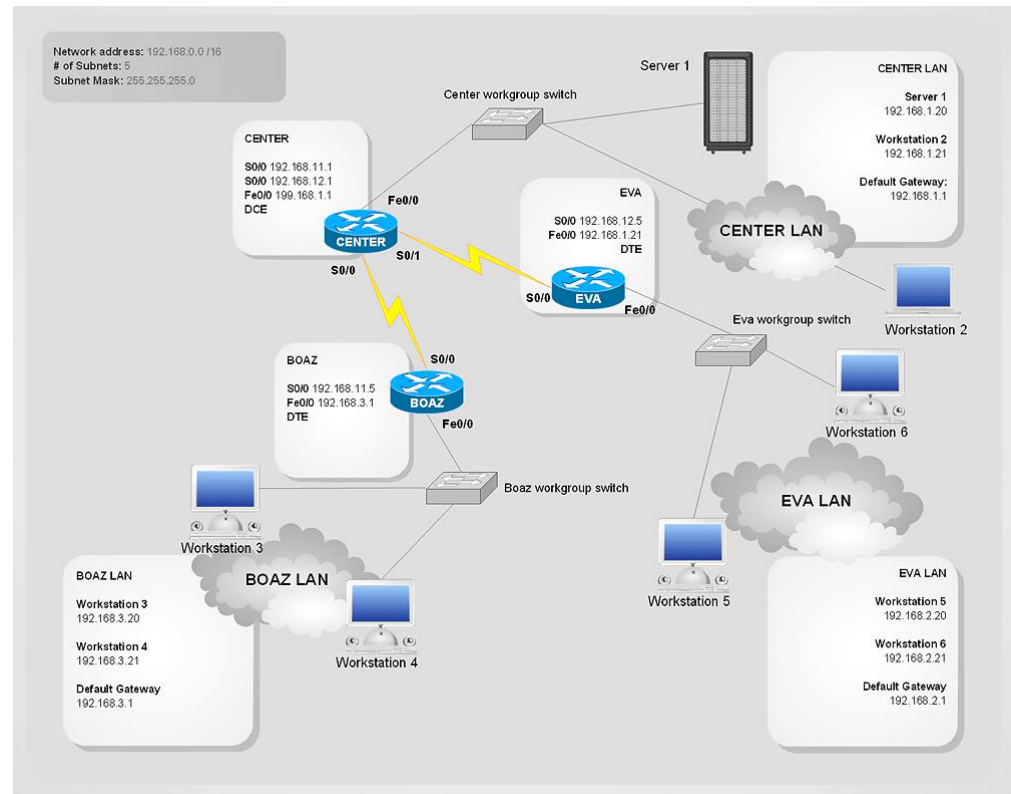 Network address: 192.168.0.0 /16
# of Subnets: 5
Subnet Mask: 255.255.255.0
Center workgroup switch
Server 1
CENTER LAN
Server 1
192.168.1.20
Workstation 2
192.168.1.21
Default Gateway:
192.168.1.1
CENTER
S0/0 192.168.11.1
S0/0 192.168.12.1
Fe0/0 199.168.1.1
DCE
Fe0/0
CENTER
S0/1
S0/0
EVA
S0/0 192.168.12.5
Fe0/0 192.168.1.21
DTE
S0/0
EVA
Fe0/0
CENTER LAN
Workstation 2
Eva workgroup switch
Workstation 6
BOAZ
S0/0 192.168.11.5
Fe0/0 192.168.3.1
DTE
S0/0
BOAZ
Fe0/0
Boaz workgroup switch
Workstation 3
EVA LAN
Workstation 5
BOAZ LAN
Workstation 4
BOAZ LAN
Workstation 3
192.168.3.20
Workstation 4
192.168.3.21
Default Gateway
192.168.3.1
EVA LAN
Workstation 5
192.168.2.20
Workstation 6
192.168.2.21
Default Gateway
192.168.2.1